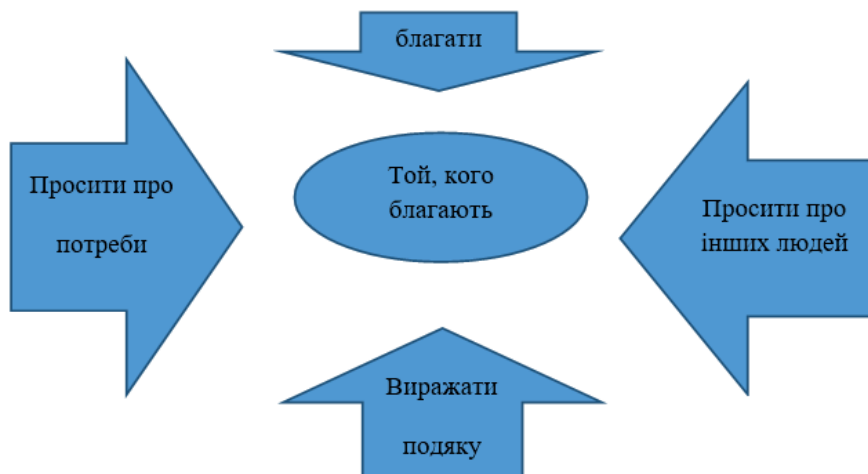 благати
Просити про
потреби
Той, кого
благають
Просити про
інших людей
Виражати
подяку